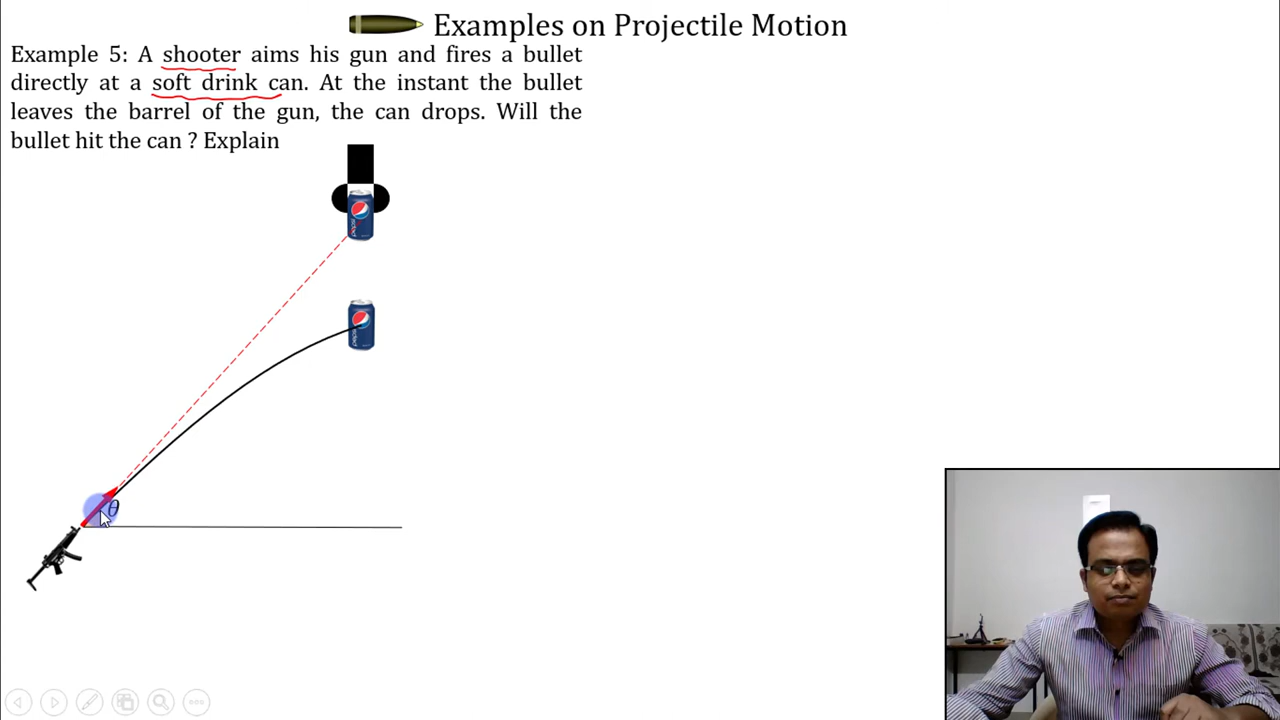 Examples on Projectile Motion
Example 5: A shooter aims his gun and fires a bullet
directly at a soft drink can. At the instant the bullet
leaves the barrel of the gun, the can drops. Will the
bullet hit the can ? Explain
θ